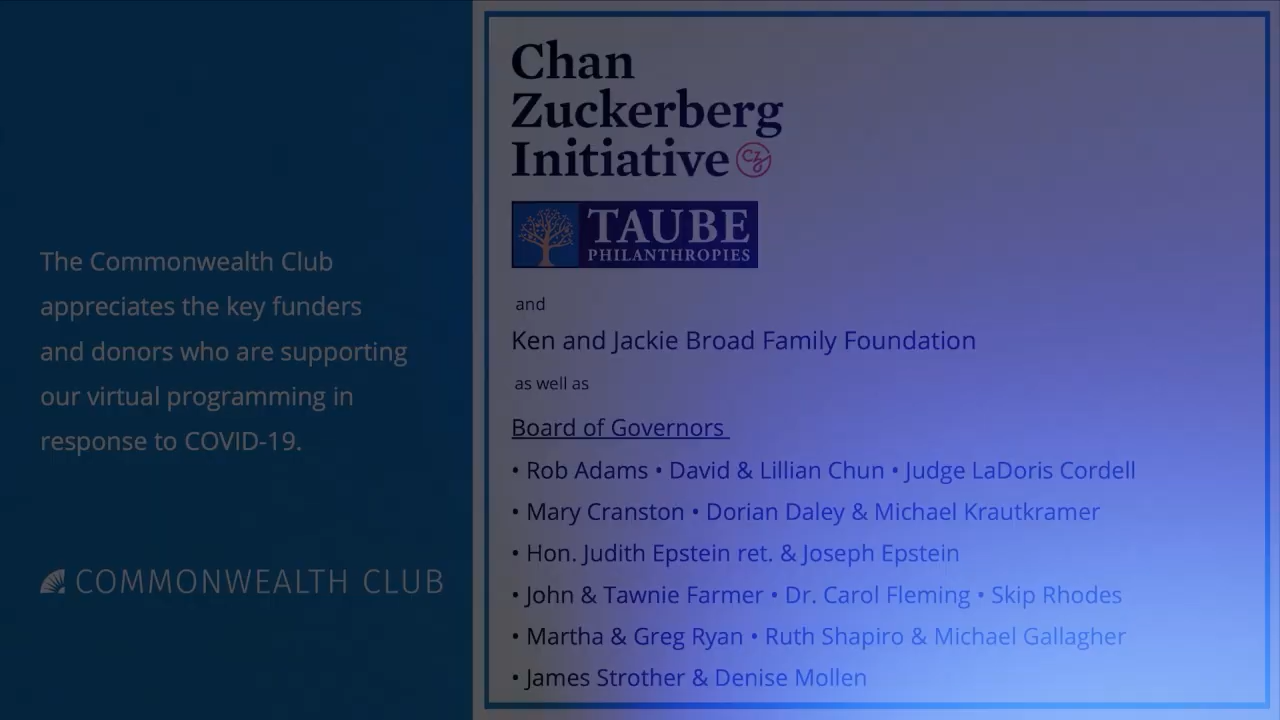 The Commonwealth Club
appreciates the key funders
and donors who are supporting
our virtual programming in
response to COVID-19.
COMMONWEALTH CLUB
Chan
Zuckerberg
Initiative
CZI
TAUBE
PHILANTHROPIES
and
Ken and Jackie Broad Family Foundation
as well as
Board of Governors
• Rob Adams • David & Lillian Chun • Judge LaDoris Cordell
• Mary Cranston • Dorian Daley & Michael Krautkramer
• Hon. Judith Epstein ret. & Joseph Epstein
• John & Tawnie Farmer • Dr. Carol Fleming • Skip Rhodes
• Martha & Greg Ryan • Ruth Shapiro & Michael Gallagher
• James Strother & Denise Mollen